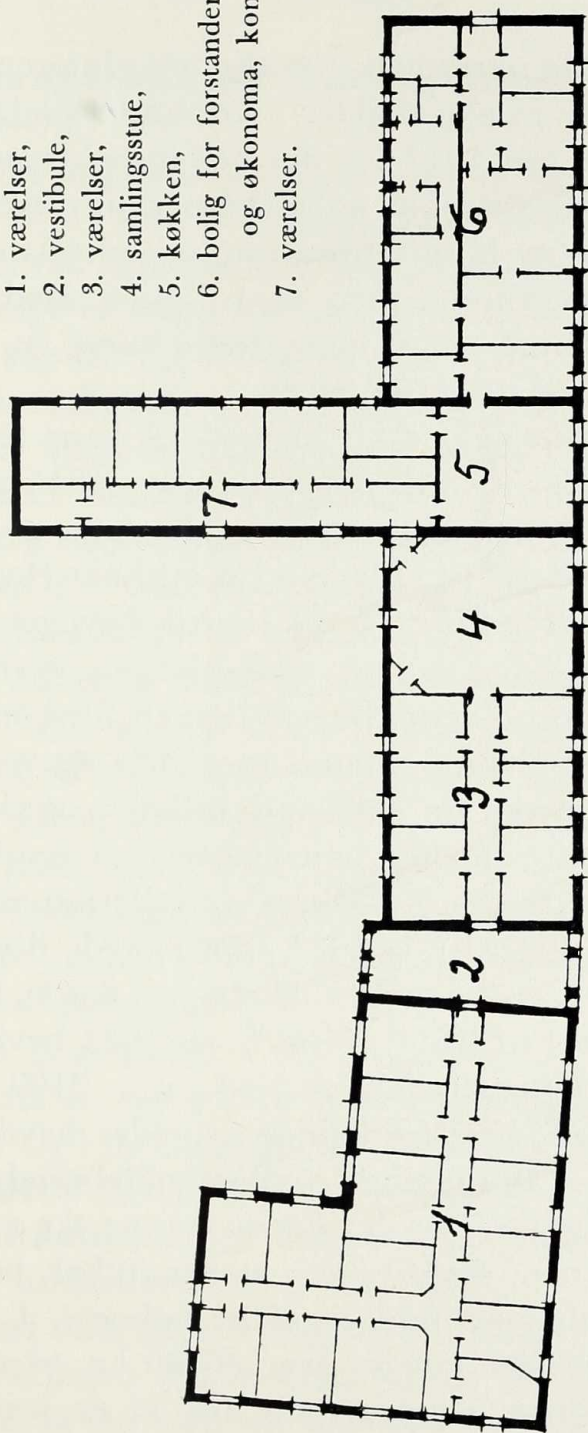 1. værelser,
2. vestibule,
3. værelser,
4. samlingsstue,
5. køkken,
6. bolig for forstander
og økonoma, kon
7. værelser.
7
6
5
4
3
2
1